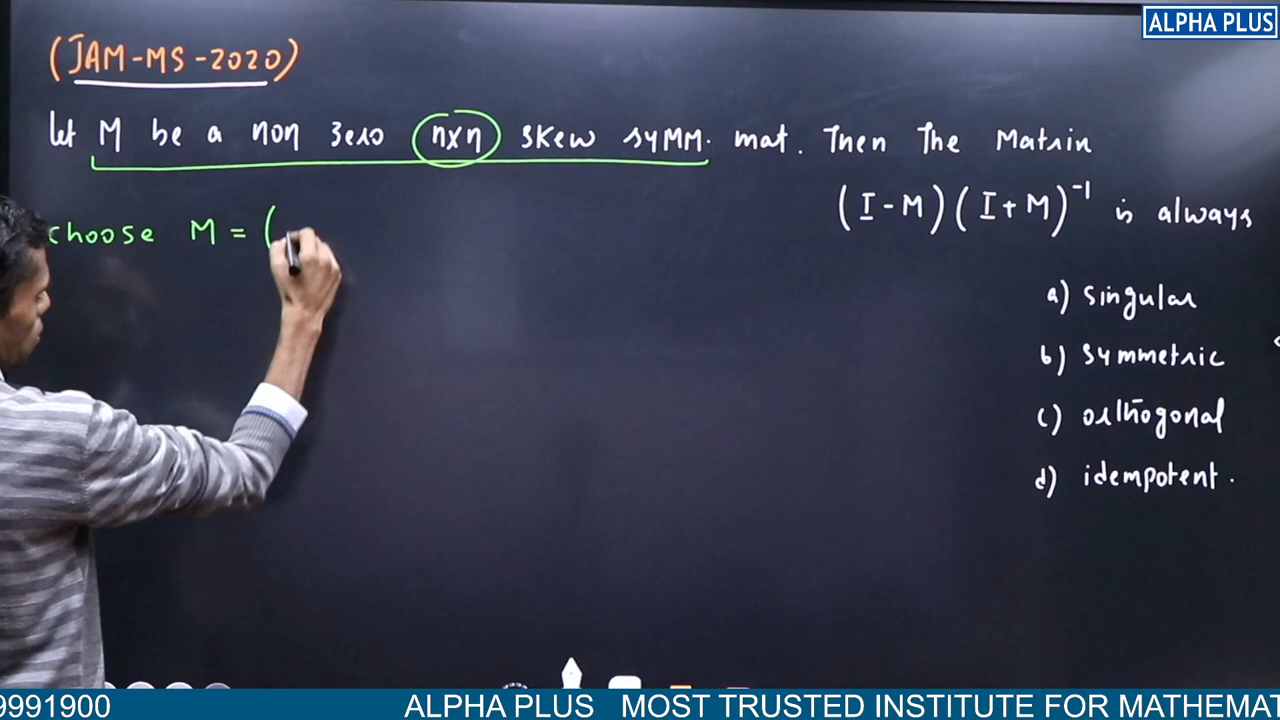 ALPHA PLUS
(JAM-MS-2020)
Let M be a non zero n×n skew symm. mat. Then The Matrix
(I-M)(I+M)⁻¹ is always
choose M = (
a) singular
b) symmetric
c) orthogonal
d) idempotent.
9991900 ALPHA PLUS MOST TRUSTED INSTITUTE FOR MATHEMAT